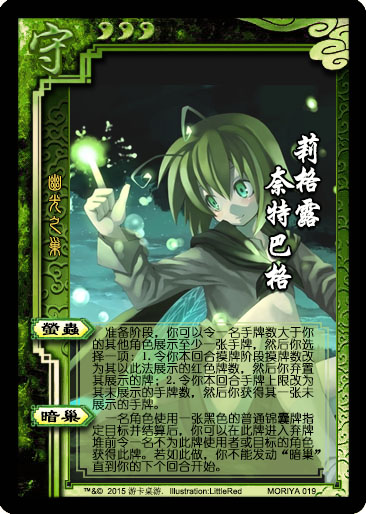 守
莉格露
奈特巴格
幽光之巢
螢蟲
准备阶段，你可以令一名手牌数大于你
的其他角色展示至少一张手牌，然后你选
择一项：1.令你本回合摸牌阶段摸牌数改
为其以此法展示的红色牌数，然后你弃置
其展示的牌；2.令你本回合手牌上限改为
其未展示的手牌数，然后你获得其一张未
展示的手牌。
暗巢
一名角色使用一张黑色的普通锦囊牌指
定目标并结算后，你可以在此牌进入弃牌
堆前令一名不为此牌使用者或目标的角色
获得此牌。若如此做，你不能发动“暗巢”
直到你的下个回合开始。
™&© 2015 游卡桌游. Illustration:LittleRed
MORIYA 019